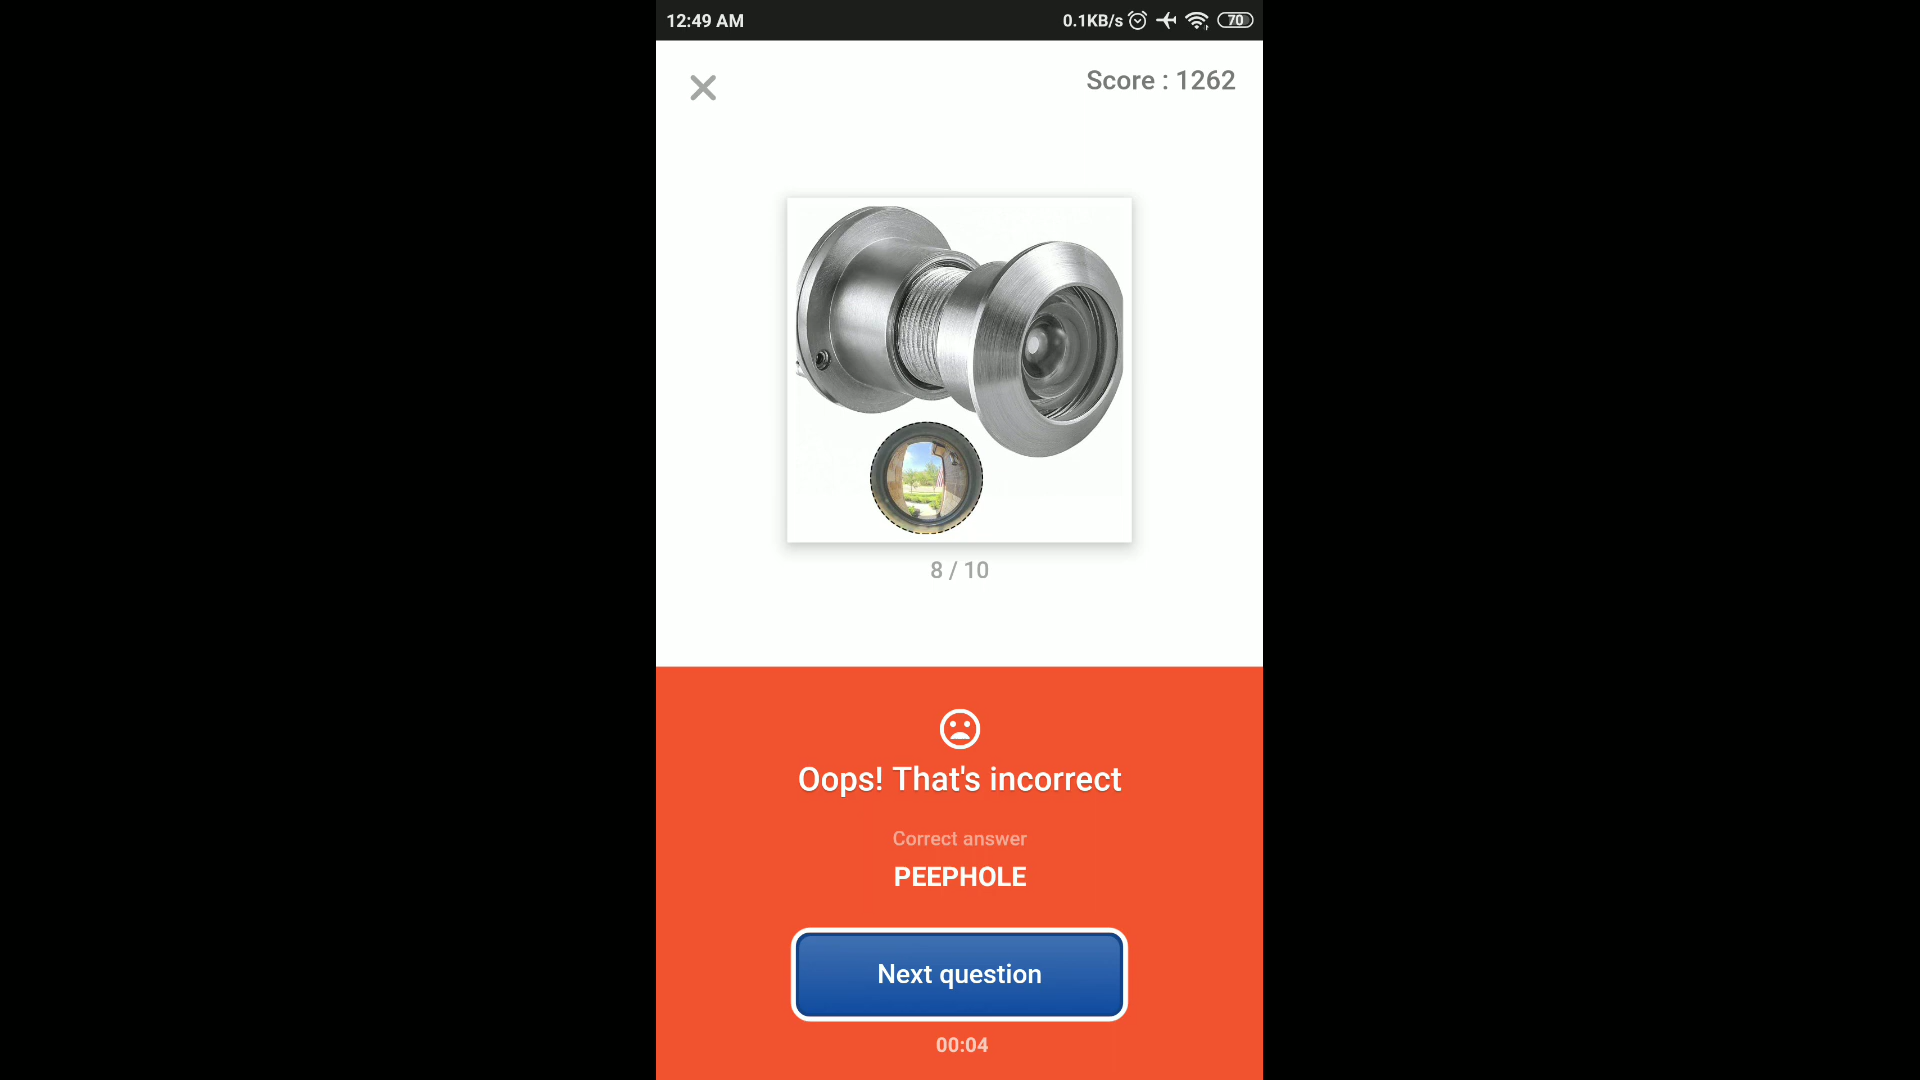 12:49 AM
0.1KB/s 70
Score : 1262
8 / 10
Oops! That's incorrect
Correct answer
PEEPHOLE
Next question
00:04